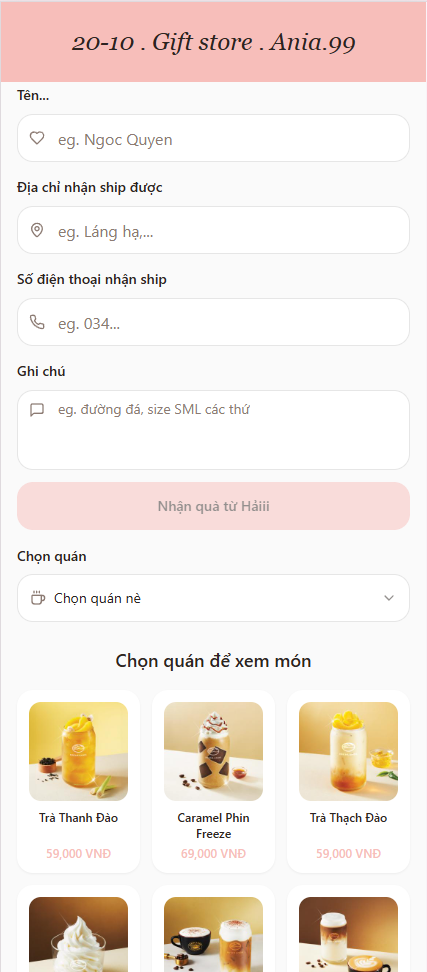 20-10 . Gift store . Ania.99
Tên...
eg. Ngoc Quyen
Địa chỉ nhận ship được
eg. Láng hạ,...
Số điện thoại nhận ship
eg. 034...
Ghi chú
eg. đường đá, size SML các thứ
Nhận quà từ Hảiii
Chọn quán
Chọn quán nè
Chọn quán để xem món
Trà Thanh Đào
59,000 VNĐ
Caramel Phin
Freeze
69,000 VNĐ
Trà Thạch Đào
59,000 VNĐ